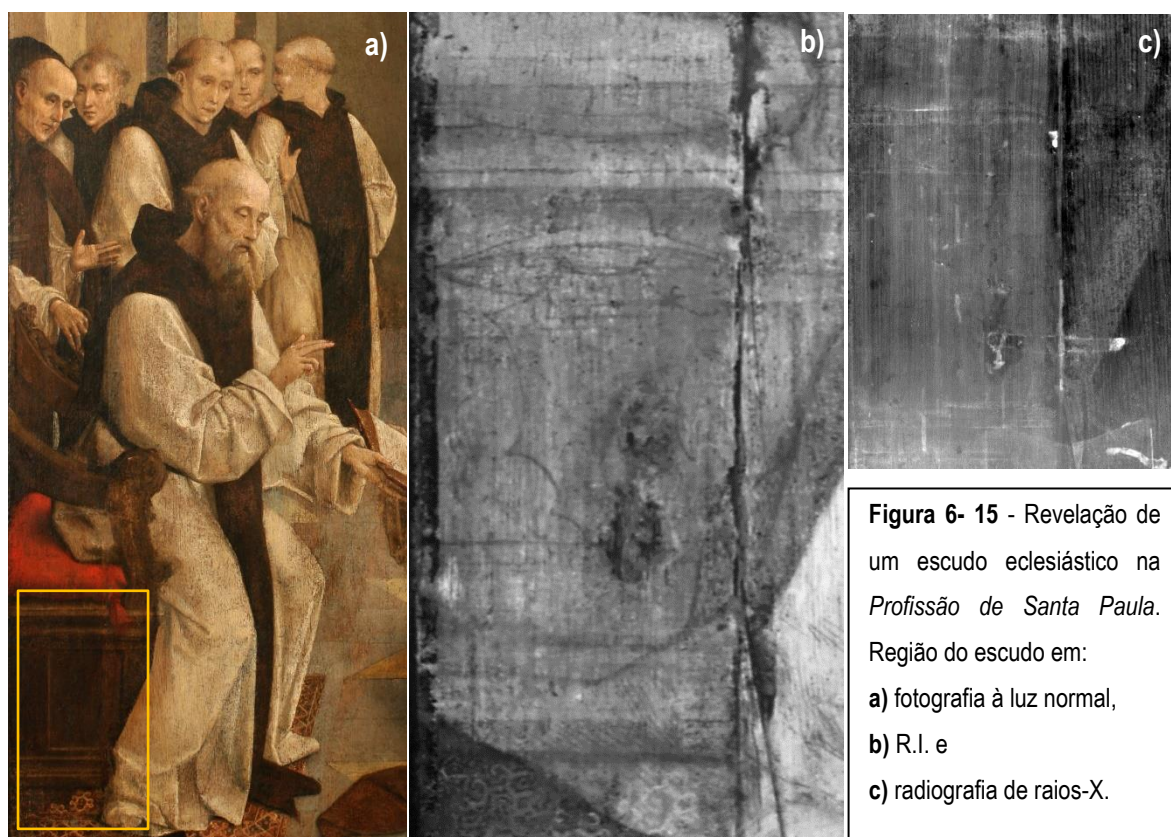 a)
b)
c)
Figura 6- 15 - Revelação de
um escudo eclesiástico na
Profissão de Santa Paula.
Região do escudo em:
a) fotografia à luz normal,
b) R.I. e
c) radiografia de raios-X.